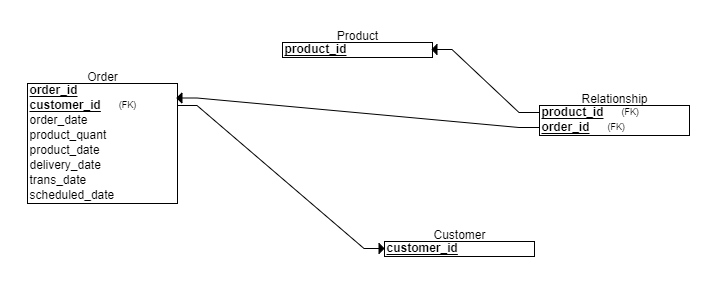 Product
product_id
Order
order_id
customer_id (FK)
order_date
product_quant
product_date
delivery_date
trans_date
scheduled_date
Relationship
product_id (FK)
order_id (FK)
Customer
customer_id